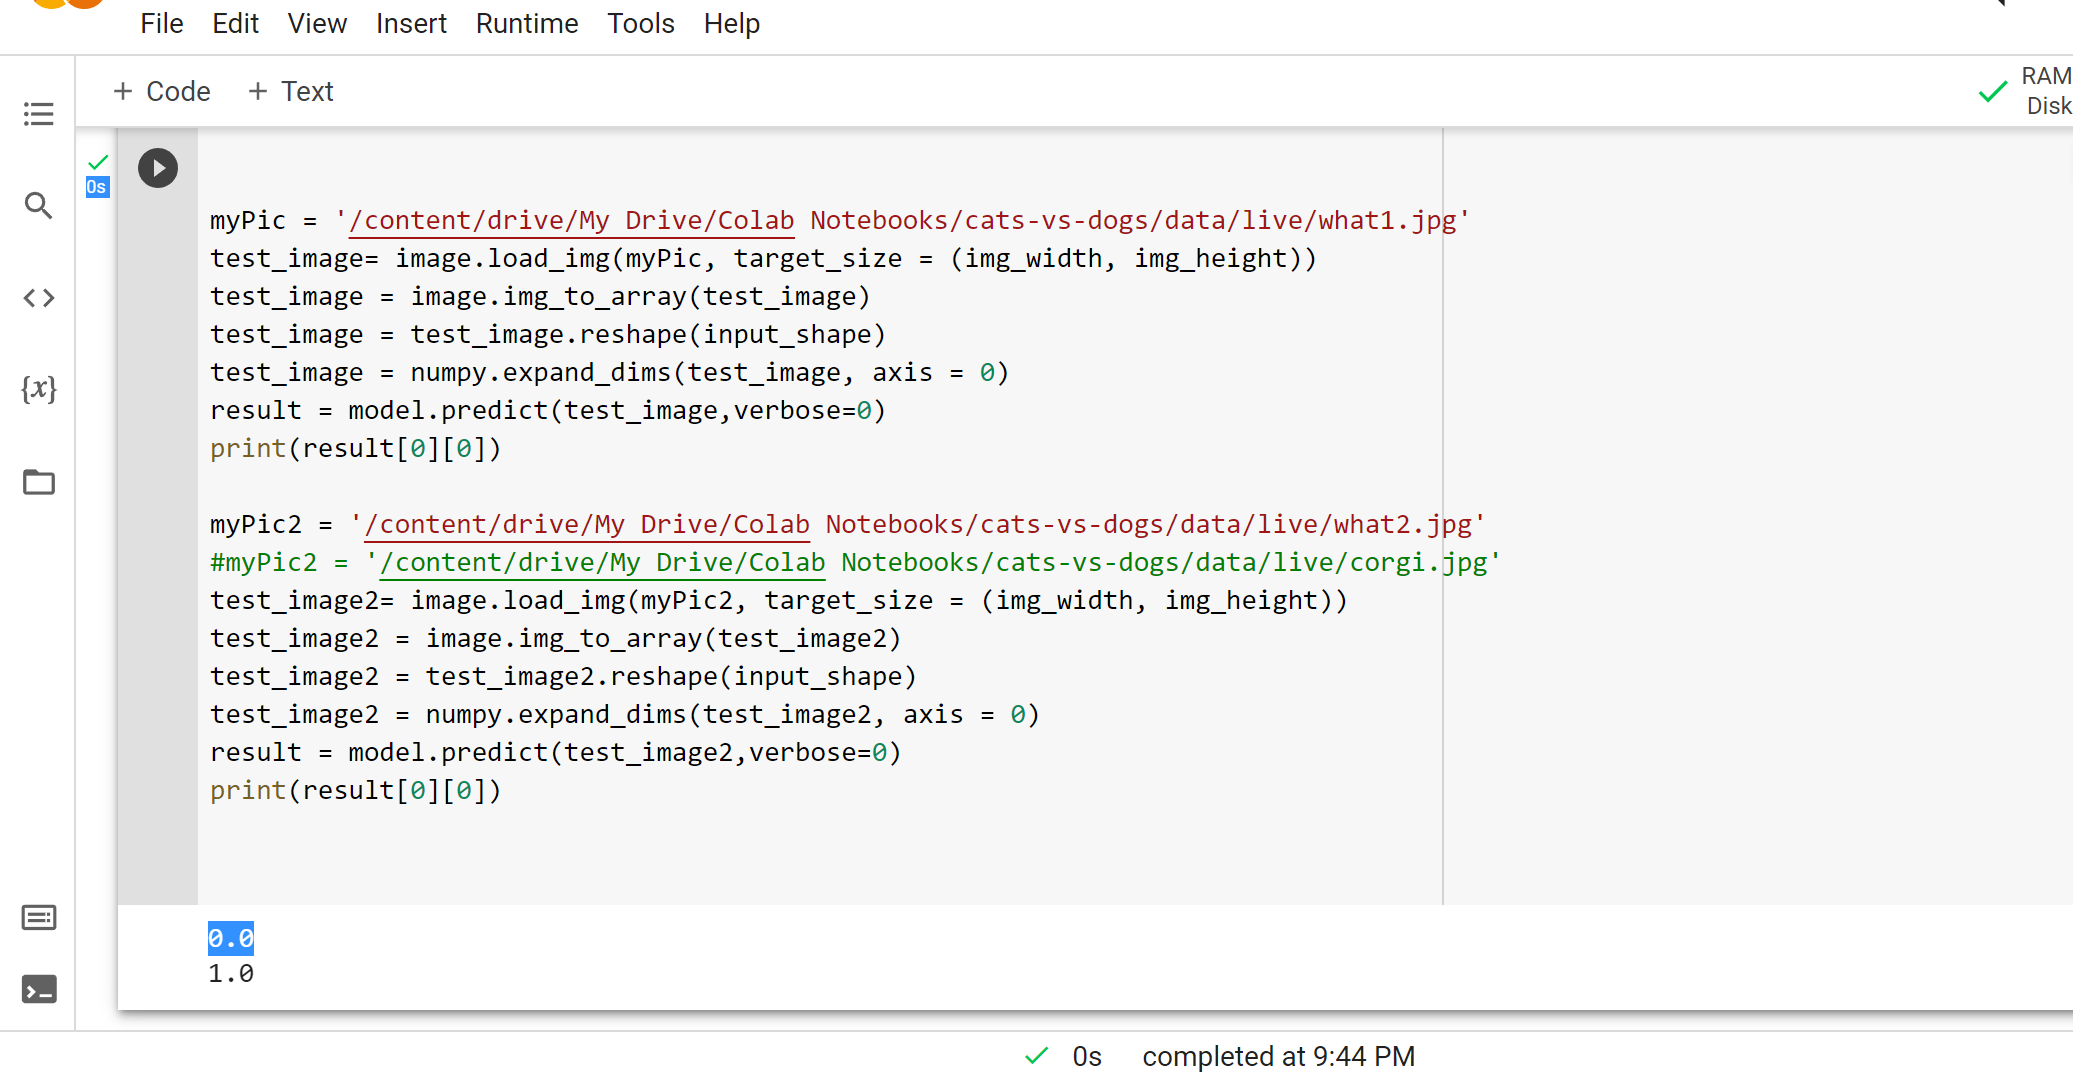 File Edit View Insert Runtime Tools Help
+ Code + Text
RAM
Disk
0s
myPic = '/content/drive/My Drive/Colab Notebooks/cats-vs-dogs/data/live/what1.jpg'
test_image= image.load_img(myPic, target_size = (img_width, img_height))
test_image = image.img_to_array(test_image)
test_image = test_image.reshape(input_shape)
test_image = numpy.expand_dims(test_image, axis = 0)
result = model.predict(test_image,verbose=0)
print(result[0][0])
myPic2 = '/content/drive/My Drive/Colab Notebooks/cats-vs-dogs/data/live/what2.jpg'
#myPic2 = '/content/drive/My Drive/Colab Notebooks/cats-vs-dogs/data/live/corgi.jpg'
test_image2= image.load_img(myPic2, target_size = (img_width, img_height))
test_image2 = image.img_to_array(test_image2)
test_image2 = test_image2.reshape(input_shape)
test_image2 = numpy.expand_dims(test_image2, axis = 0)
result = model.predict(test_image2,verbose=0)
print(result[0][0])
{x}
0.0
1.0
0s completed at 9:44 PM